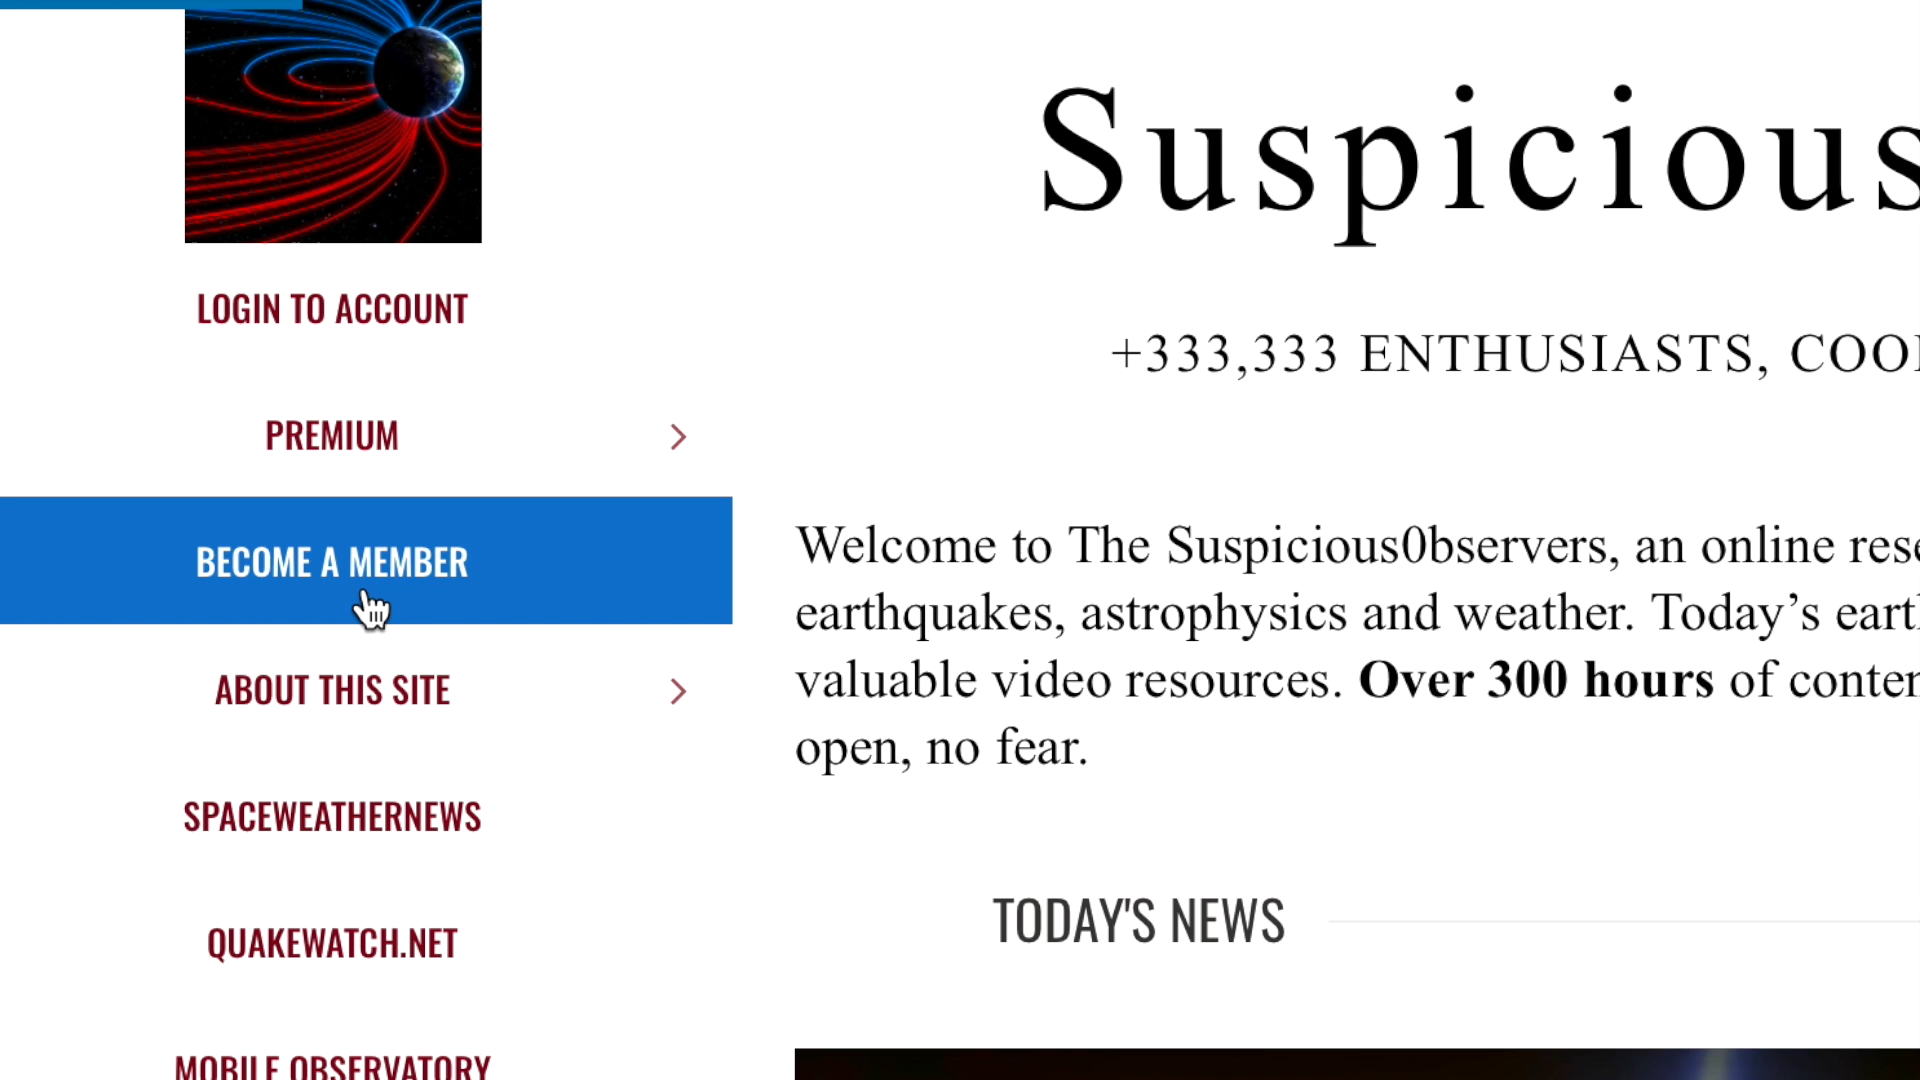 LOGIN TO ACCOUNT
PREMIUM
BECOME A MEMBER
ABOUT THIS SITE
SPACEWEATHERNEWS
QUAKEWATCH.NET
MOBILE OBSERVATORY
Suspicious
+333,333 ENTHUSIASTS,
Welcome to The Suspicious0bservers, an online
earthquakes, astrophysics and weather. Today’s
valuable video resources. Over 300 hours of
open, no fear.
TODAY'S NEWS